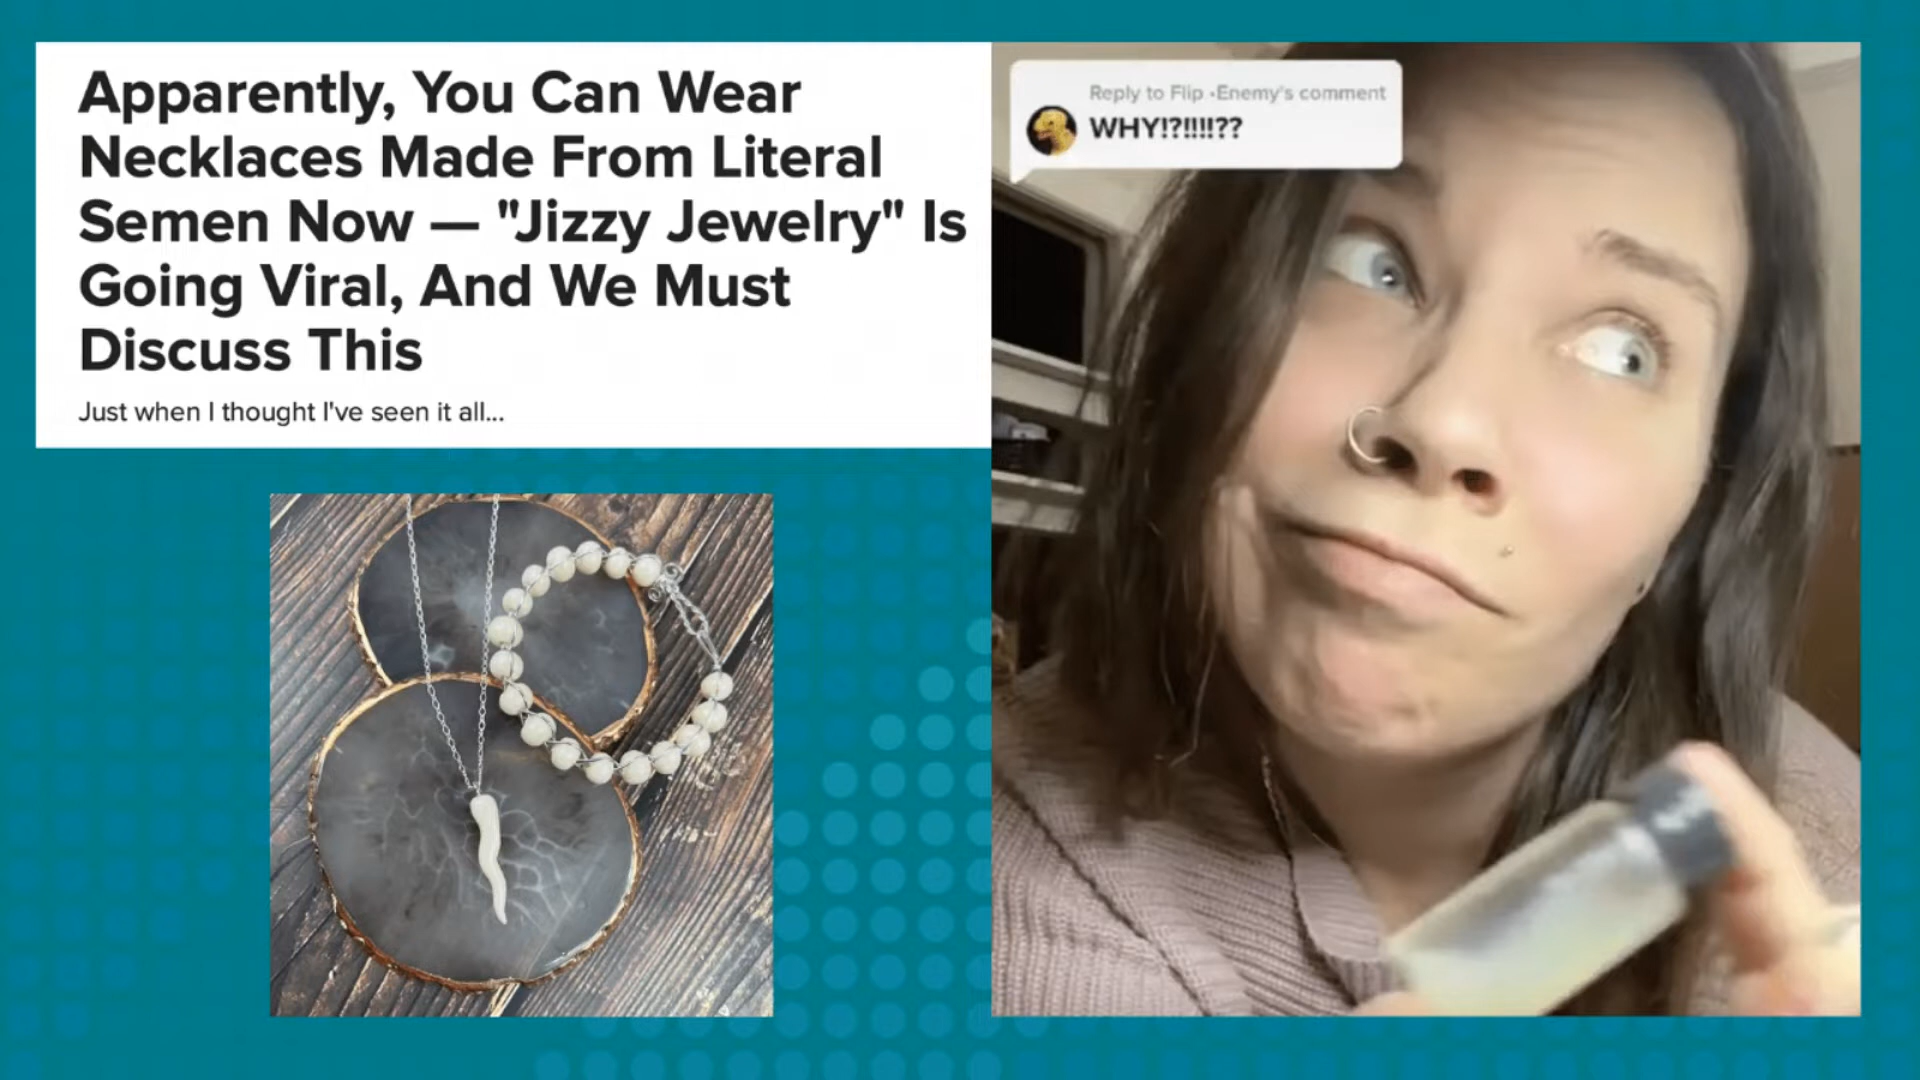 Apparently, You Can Wear
Necklaces Made From Literal
Semen Now — "Jizzy Jewelry" Is
Going Viral, And We Must
Discuss This
Just when I thought I've seen it all...
Reply to Flip •Enemy's comment
WHY!?!!!!??